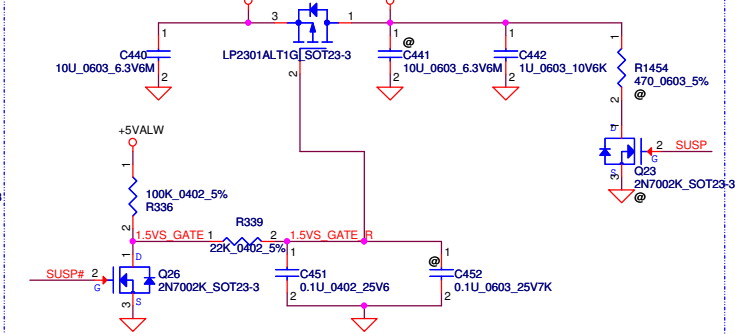 3
1
LP2301ALT1G_SOT23-3
2
1
C440
10U_0603_6.3V6M
2
1
@
C441
10U_0603_6.3V6M
2
1
C442
1U_0603_10V6K
2
1
R1454
470_0603_5%
2
@
D
1
2
SUSP
G
S
3
Q23
2N7002K_SOT23-3
@
+5VALW
1
100K_0402_5%
R336
2
1.5VS_GATE
1
R339
2
22K_0402_5%
1.5VS_GATE_R
1
D
SUSP#
2
G
Q26
2N7002K_SOT23-3
3
S
1
C451
0.1U_0402_25V6
2
@
1
C452
0.1U_0603_25V7K
2